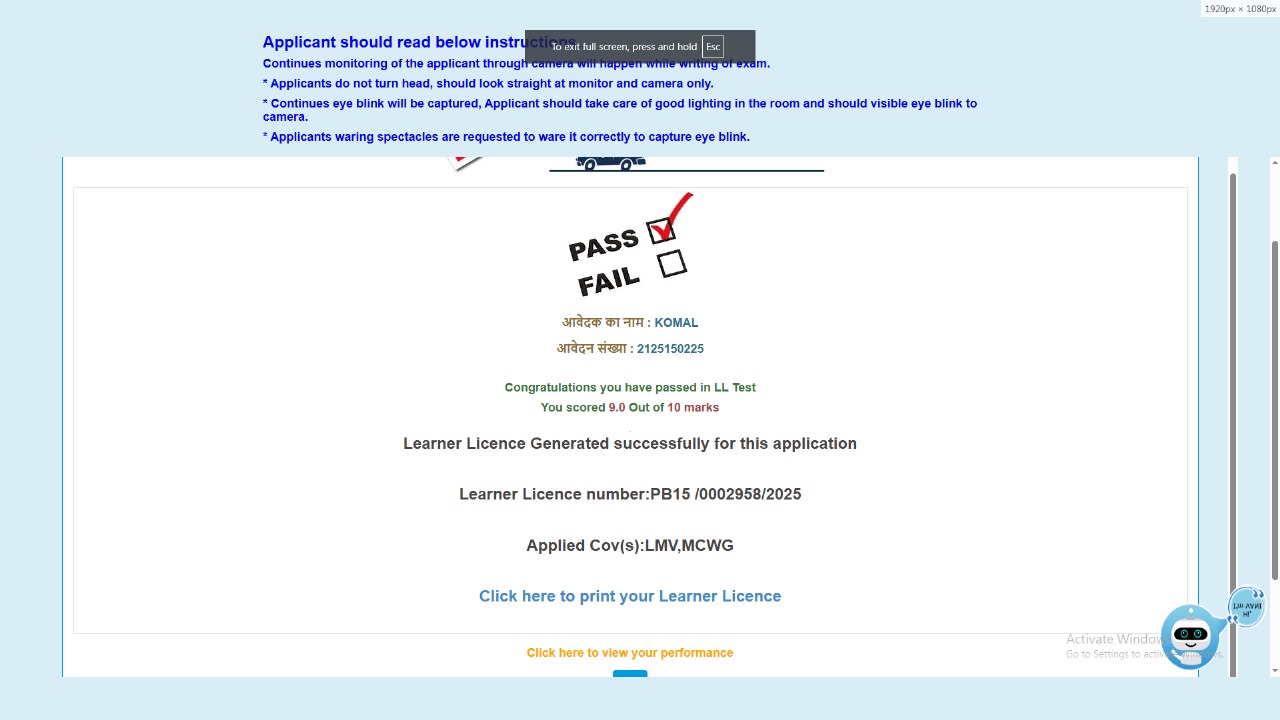 1920px × 1080px
Applicant should read below instructions
To exit full screen, press and hold Esc
Continues monitoring of the applicant through camera will happen while writing of exam.
* Applicants do not turn head, should look straight at monitor and camera only.
* Continues eye blink will be captured, Applicant should take care of good lighting in the room and should visible eye blink to
camera.
* Applicants waring spectacles are requested to ware it correctly to capture eye blink.
PASS
FAIL
आवेदक का नाम : KOMAL
आवेदन संख्या : 2125150225
Congratulations you have passed in LL Test
You scored 9.0 Out of 10 marks
Learner Licence Generated successfully for this application
Learner Licence number:PB15 /0002958/2025
Applied Cov(s):LMV,MCWG
Click here to print your Learner Licence
Activate Windows
Go to Settings to activate Windows.
Click here to view your performance